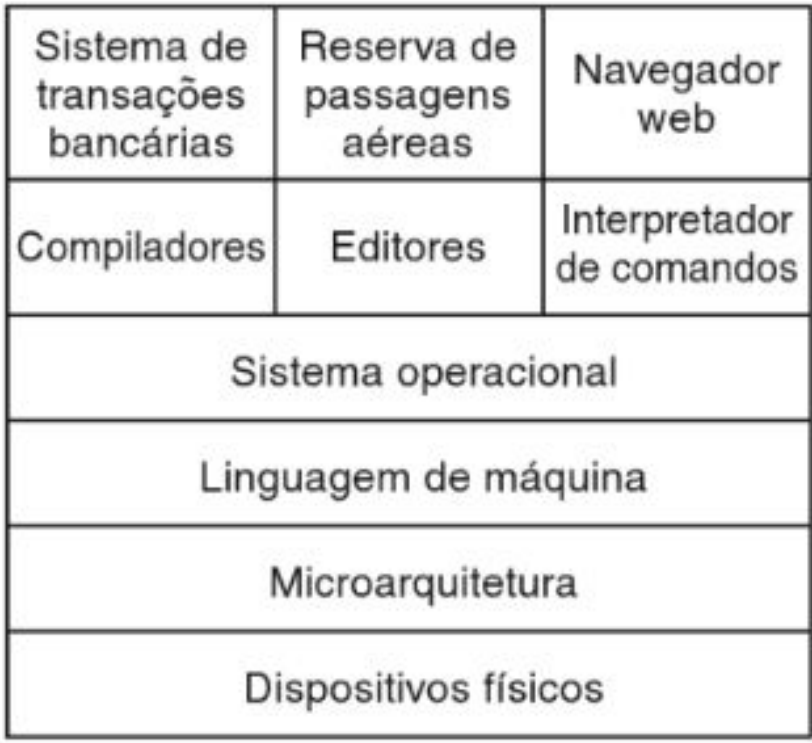 Sistema de
transações
bancárias
Reserva de
passagens
aéreas
Navegador
web
Compiladores
Editores
Interpretador
de comandos
Sistema operacional
Linguagem de máquina
Microarquitetura
Dispositivos físicos